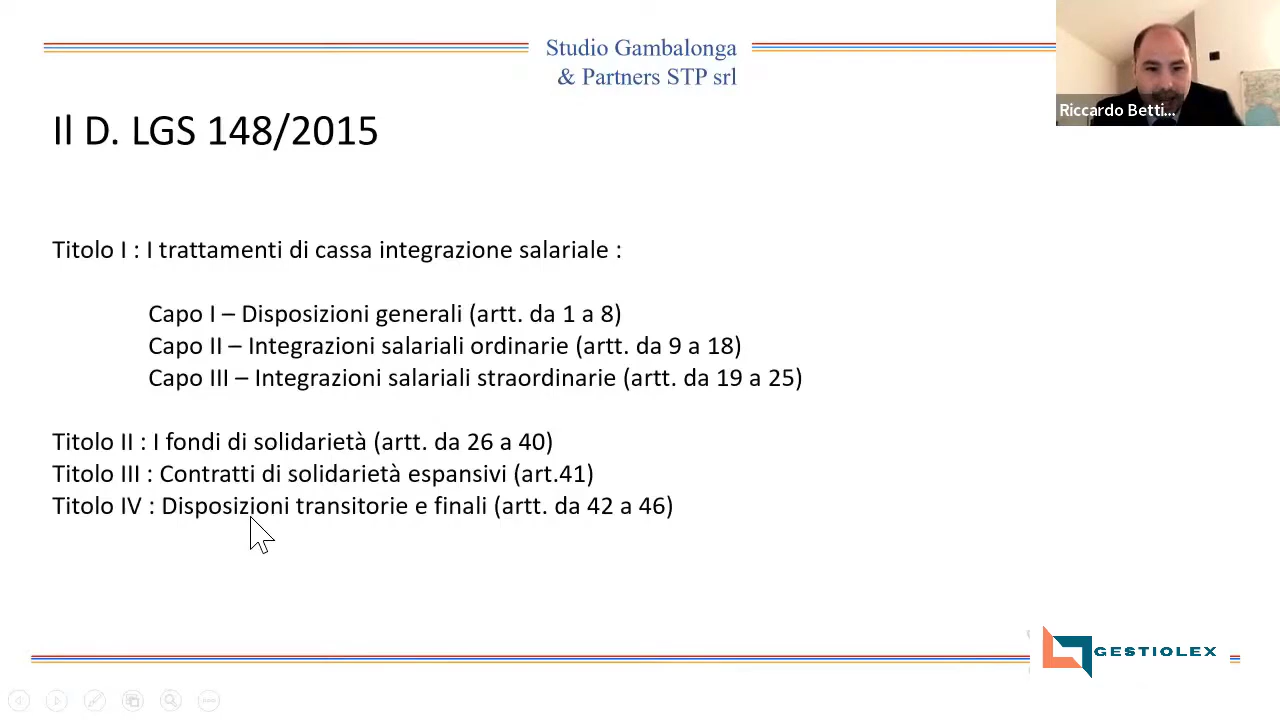 Studio Gambalonga
& Partners STP srl
Riccardo Betti...
Il D. LGS 148/2015
Titolo I : I trattamenti di cassa integrazione salariale :
Capo I – Disposizioni generali (artt. da 1 a 8)
Capo II – Integrazioni salariali ordinarie (artt. da 9 a 18)
Capo III – Integrazioni salariali straordinarie (artt. da 19 a 25)
Titolo II : I fondi di solidarietà (artt. da 26 a 40)
Titolo III : Contratti di solidarietà espansivi (art.41)
Titolo IV : Disposizioni transitorie e finali (artt. da 42 a 46)
GESTIOLEX